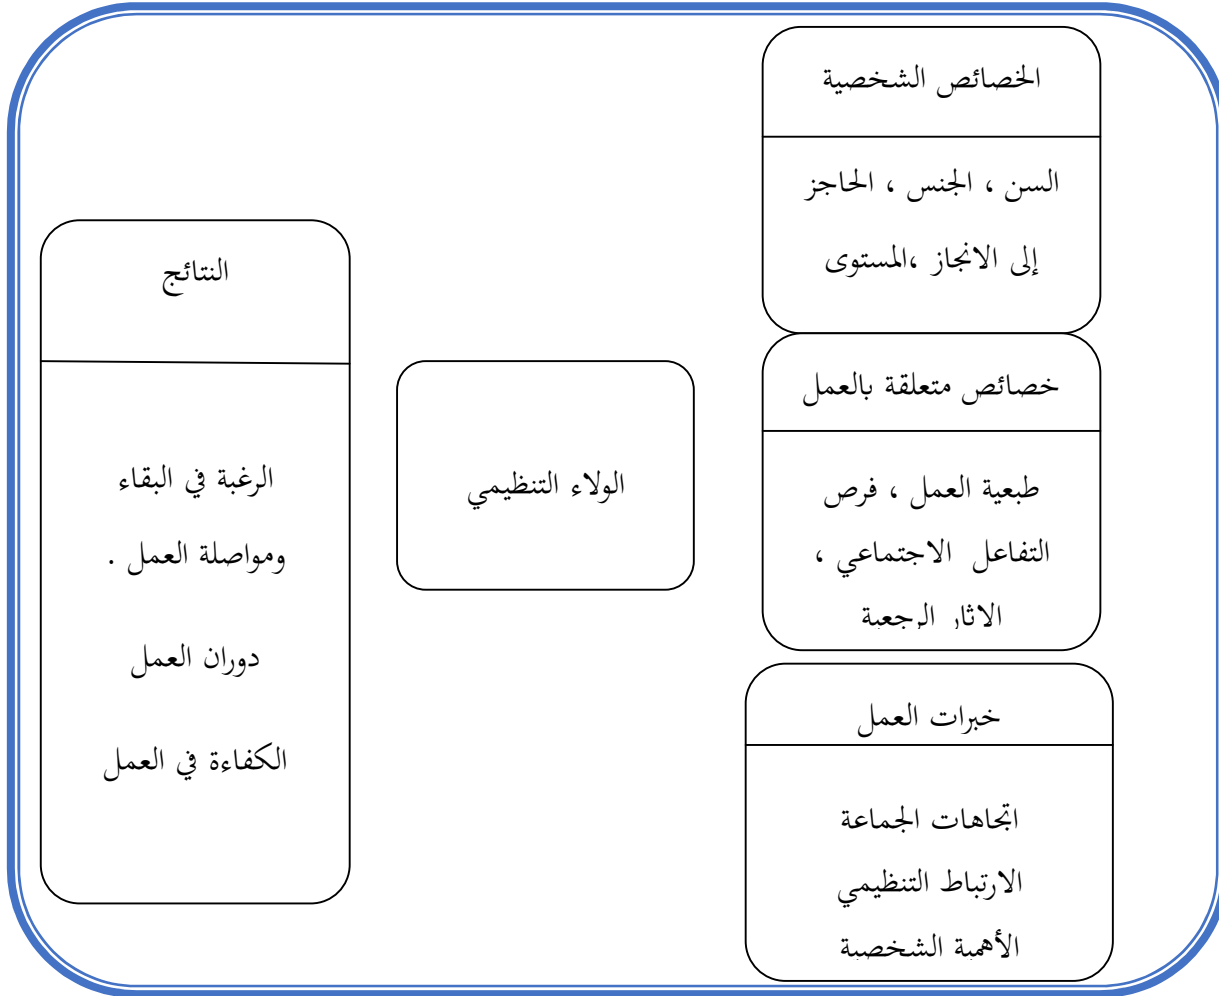 الخصائص الشخصية
السن ، الجنس ، الحاجز
إلى الانجاز ،المستوى
خصائص متعلقة بالعمل
طبعية العمل ، فرص
التفاعل الاجتماعي ،
الاثار الرجعية
خبرات العمل
اتجاهات الجماعة
الارتباط التنظيمي
الأهمية الشخصية
الولاء التنظيمي
النتائج
الرغبة في البقاء
ومواصلة العمل .
دوران العمل
الكفاءة في العمل